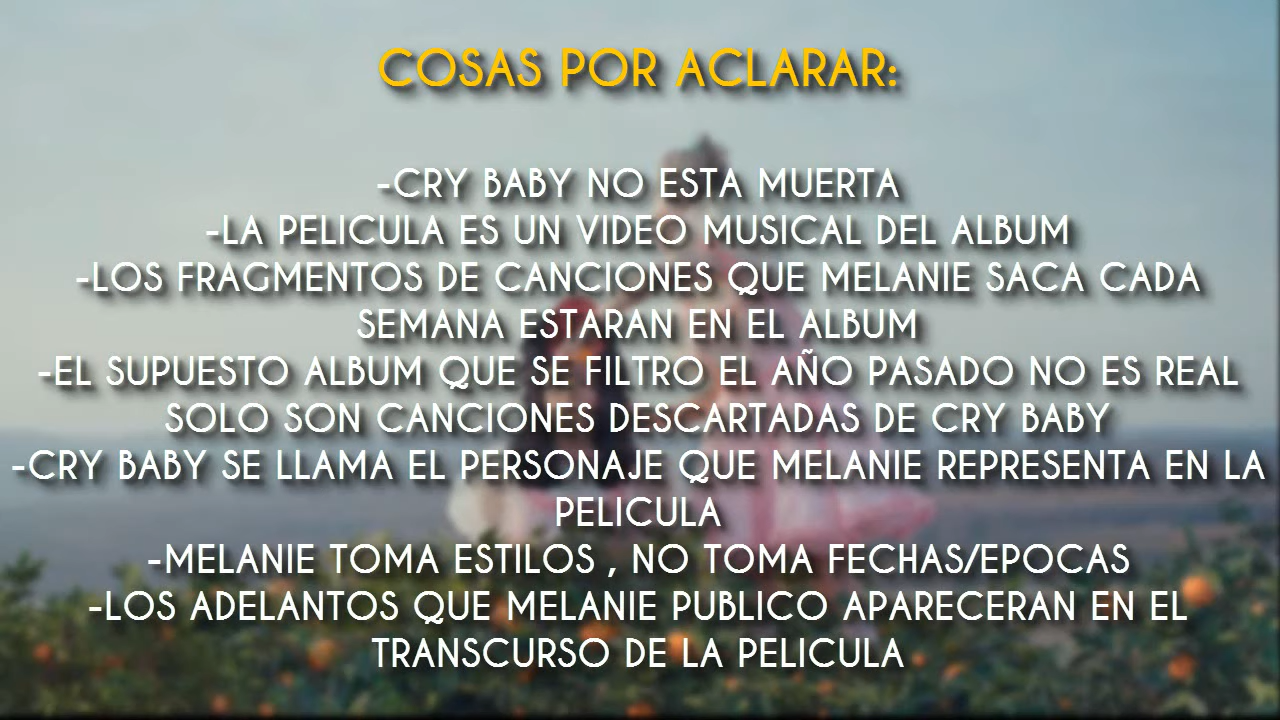 COSAS POR ACLARAR:
-CRY BABY NO ESTA MUERTA
-LA PELICULA ES UN VIDEO MUSICAL DEL ALBUM
-LOS FRAGMENTOS DE CANCIONES QUE MELANIE SACA CADA
SEMANA ESTARAN EN EL ALBUM
-EL SUPUESTO ALBUM QUE SE FILTRO EL AÑO PASADO NO ES REAL
SOLO SON CANCIONES DESCARTADAS DE CRY BABY
-CRY BABY SE LLAMA EL PERSONAJE QUE MELANIE REPRESENTA EN LA
PELICULA
-MELANIE TOMA ESTILOS , NO TOMA FECHAS/EPOCAS
-LOS ADELANTOS QUE MELANIE PUBLICO APARECERAN EN EL
TRANSCURSO DE LA PELICULA